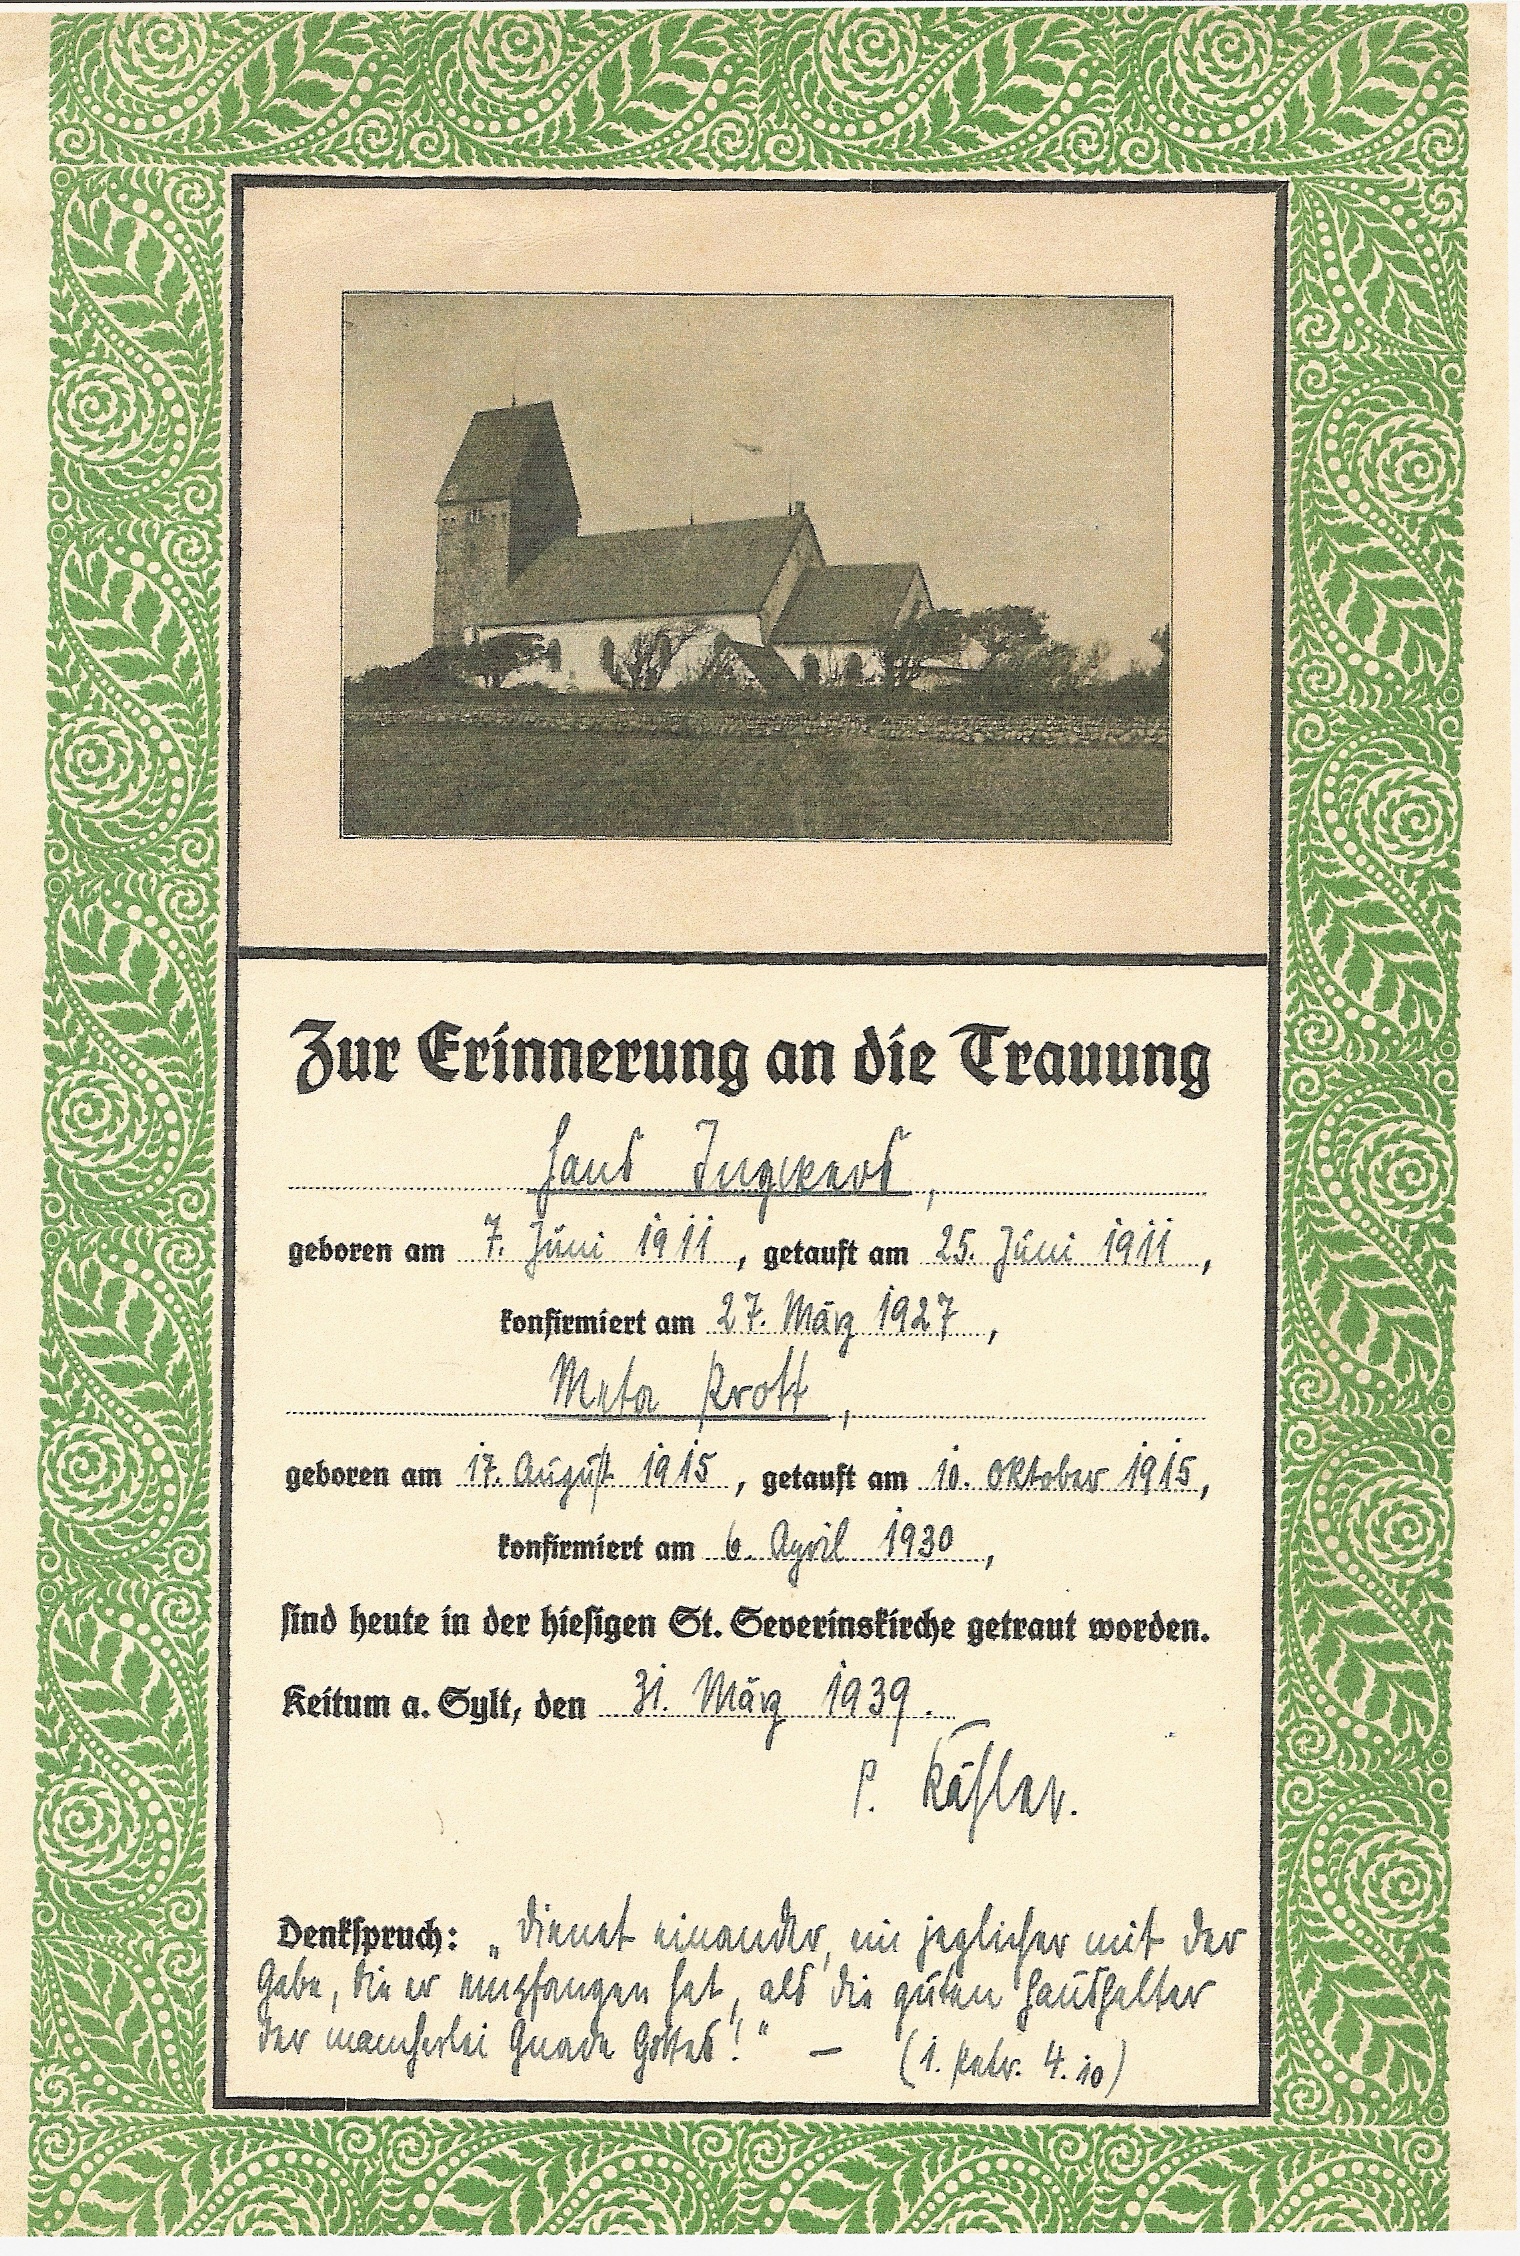 Zur Erinnerung an die Trauung
Hans Ingwers,
geboren am 7. Juni 1911, getauft am 25. Juni 1911,
konfirmiert am 27. März 1927,
Meta Krott,
geboren am 17. August 1915, getauft am 10. Oktober 1915,
konfirmiert am 6. April 1930,
sind heute in der hiesigen St. Severinskirche getraut worden.
Keitum a. Sylt, den 31. März 1939.
P. Kähler.
Denkspruch: „Dienet einander, ein jeglicher mit der
Gabe, die er empfangen hat, als die guten Haushalter
der mancherlei Gnade Gottes!" — (1. Petr. 4. 10)